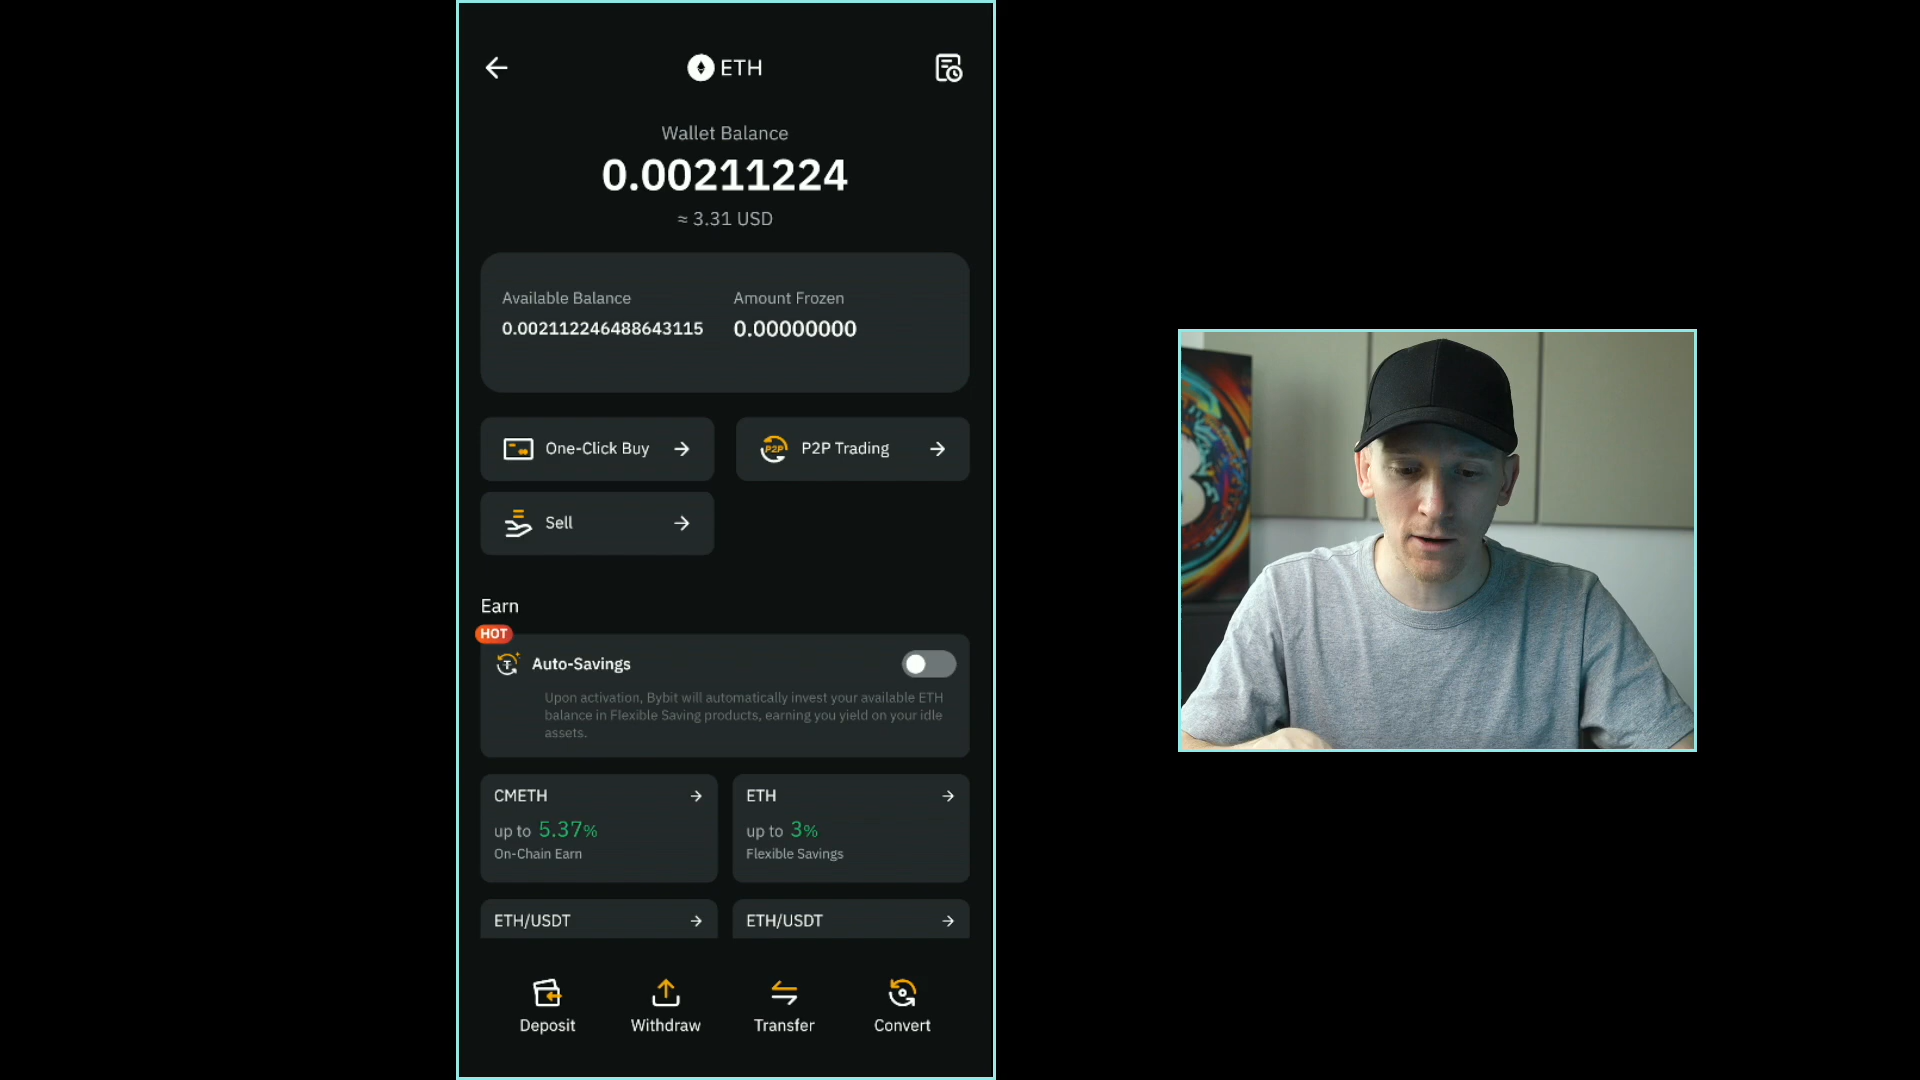 ETH
Wallet Balance
0.00211224
≈ 3.31 USD
Available Balance
0.002112246488643115
Amount Frozen
0.00000000
One-Click Buy
P2P
P2P Trading
Sell
Earn
HOT
Auto-Savings
Upon activation, Bybit will automatically invest your available ETH
balance in Flexible Saving products, earning you yield on your idle
assets.
CMETH
up to 5.37%
On-Chain Earn
ETH
up to 3%
Flexible Savings
ETH/USDT
ETH/USDT
Deposit
Withdraw
Transfer
Convert